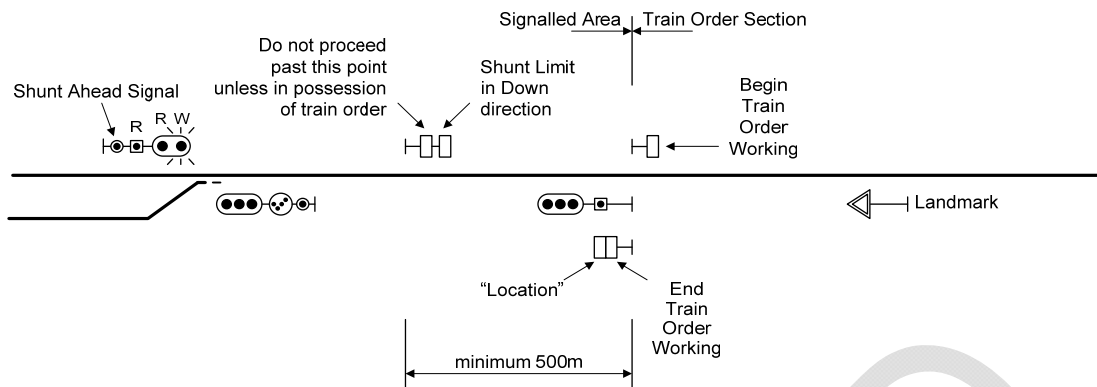 Signalled Area
Train Order Section
Do not proceed
past this point
unless in possession
of train order
Shunt Limit
in Down
direction
Shunt Ahead Signal
R
R W
Begin
Train
Order
Working
Landmark
“Location”
End
Train
Order
Working
minimum 500m